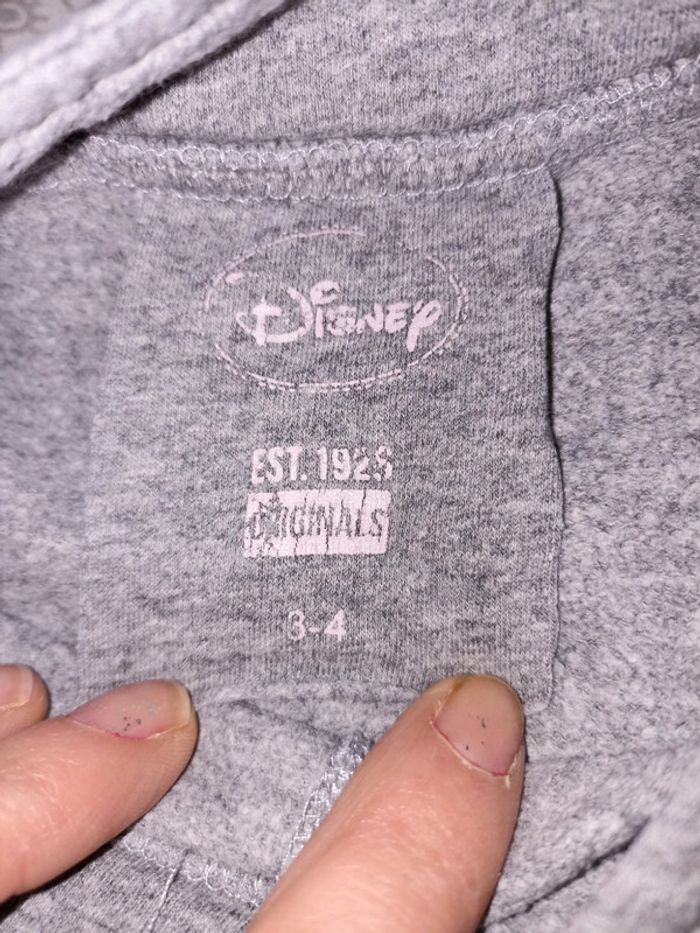 Disney
EST. 1928
ORIGINALS
3-4